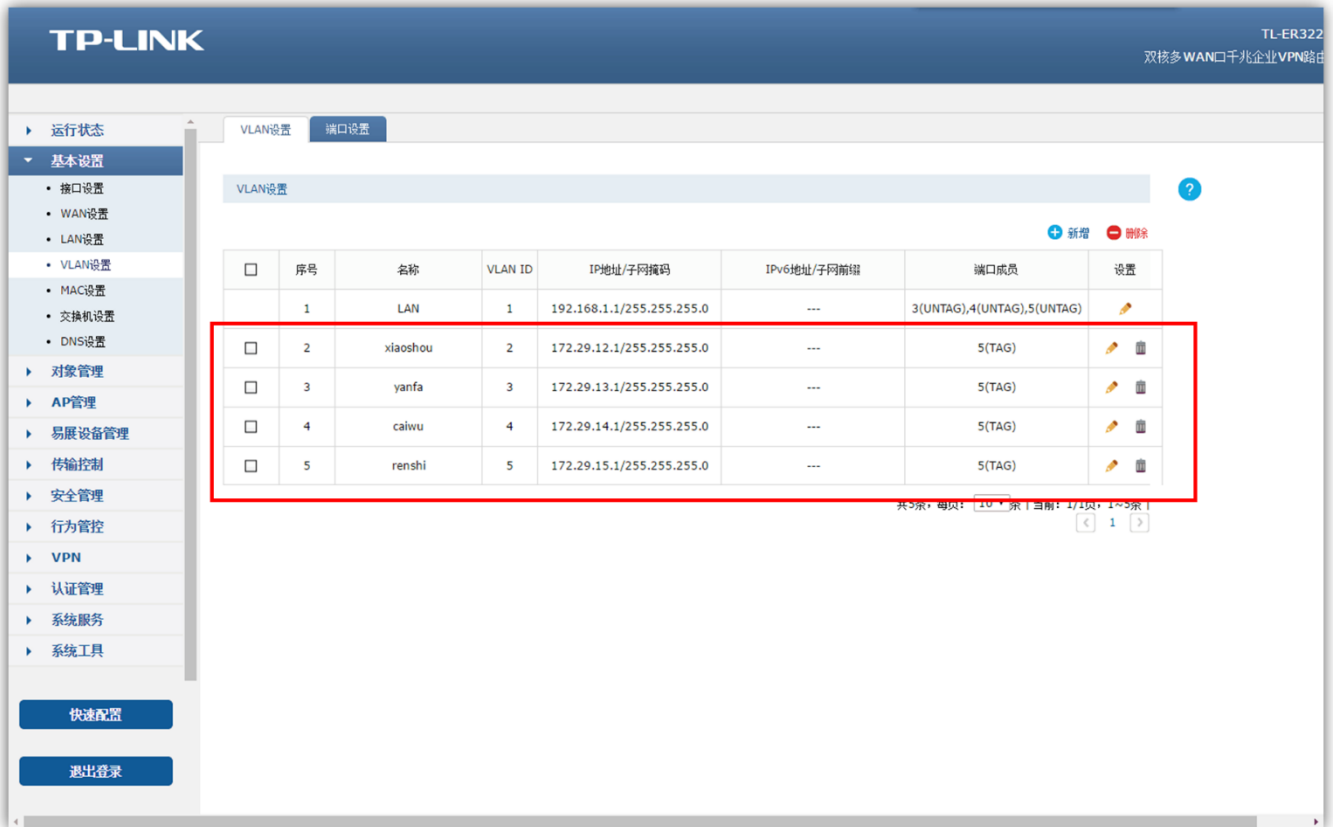 TP-LINK
TL-ER322
双核多WAN口千兆企业VPN路由
运行状态
基本设置
接口设置
WAN设置
LAN设置
VLAN设置
MAC设置
交换机设置
DNS设置
对象管理
AP管理
易展设备管理
传输控制
安全管理
行为管控
VPN
认证管理
系统服务
系统工具
快速配置
退出登录
VLAN设置 端口设置
VLAN设置
?
新增 删除
序号 名称 VLAN ID IP地址/子网掩码 IPv6地址/子网前缀 端口成员 设置
1 LAN 1 192.168.1.1/255.255.255.0 --- 3(UNTAG),4(UNTAG),5(UNTAG)
2 xiaoshou 2 172.29.12.1/255.255.255.0 --- 5(TAG)
3 yanfa 3 172.29.13.1/255.255.255.0 --- 5(TAG)
4 caiwu 4 172.29.14.1/255.255.255.0 --- 5(TAG)
5 renshi 5 172.29.15.1/255.255.255.0 --- 5(TAG)
共5条，每页： 10 条 | 当前：1/1页，1~5条 |
< 1 >